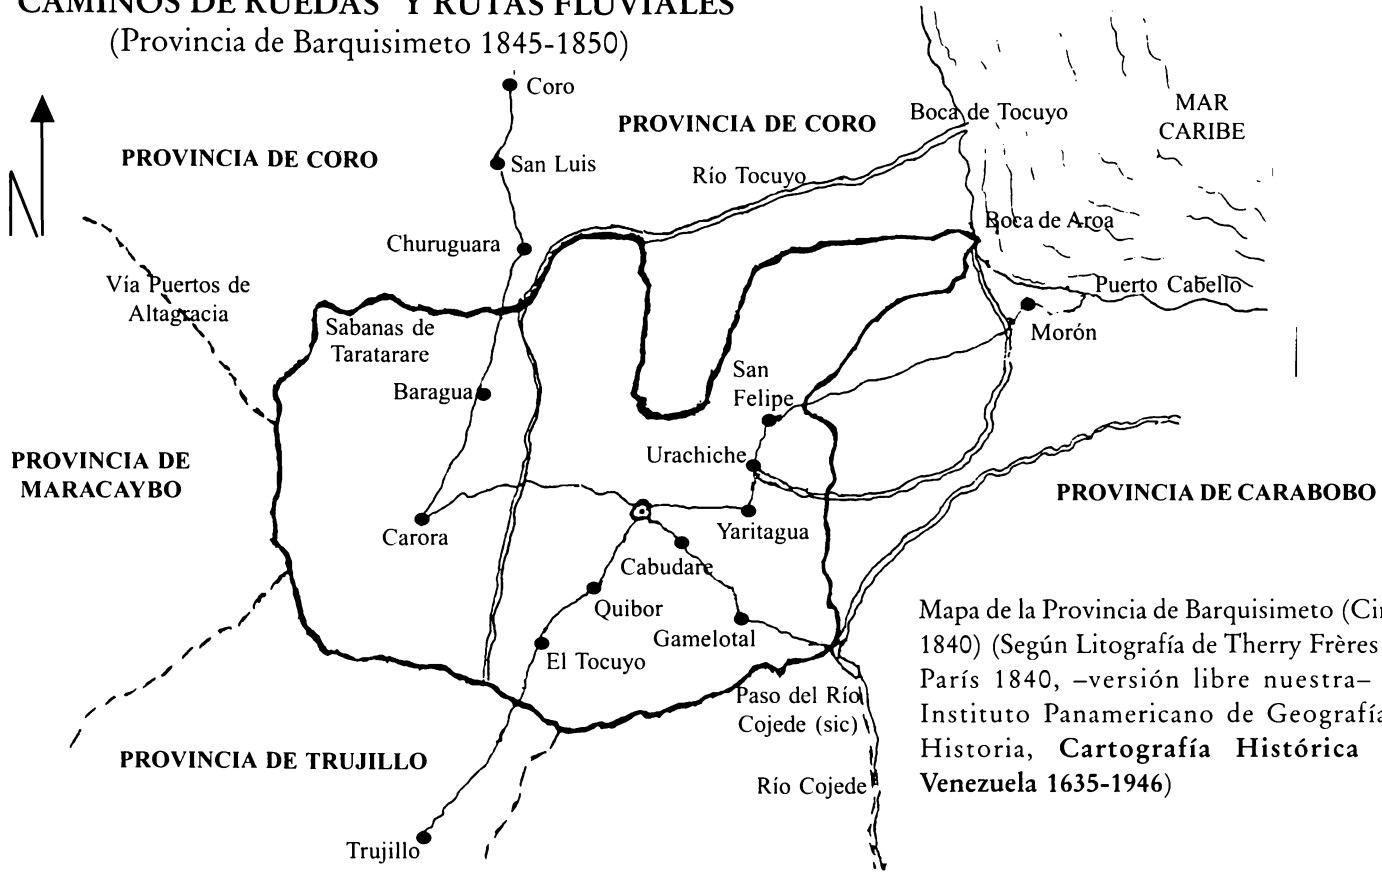 CAMINOS DE RUEDAS" Y RUTAS FLUVIALES
(Provincia de Barquisimeto 1845-1850)
Coro
PROVINCIA DE CORO
Boca de Tocuyo
MAR
CARIBE
PROVINCIA DE CORO
San Luis
Río Tocuyo
N
Boca de Aroa
Churuguara
Vía Puertos de
Altagracia
Puerto Cabello
Sabanas de
Taratarare
Morón
San
Felipe
Baragua
Urachiche
PROVINCIA DE
MARACAYBO
PROVINCIA DE CARABOBO
Carora
Yaritagua
Cabudare
Quibor
Gamelotal
El Tocuyo
Paso del Río
Cojede (sic)
PROVINCIA DE TRUJILLO
Río Cojede
Trujillo
Mapa de la Provincia de Barquisimeto (Cir
1840) (Según Litografía de Therry Frères
París 1840, –versión libre nuestra–
Instituto Panamericano de Geografía
Historia, Cartografía Histórica
Venezuela 1635-1946)